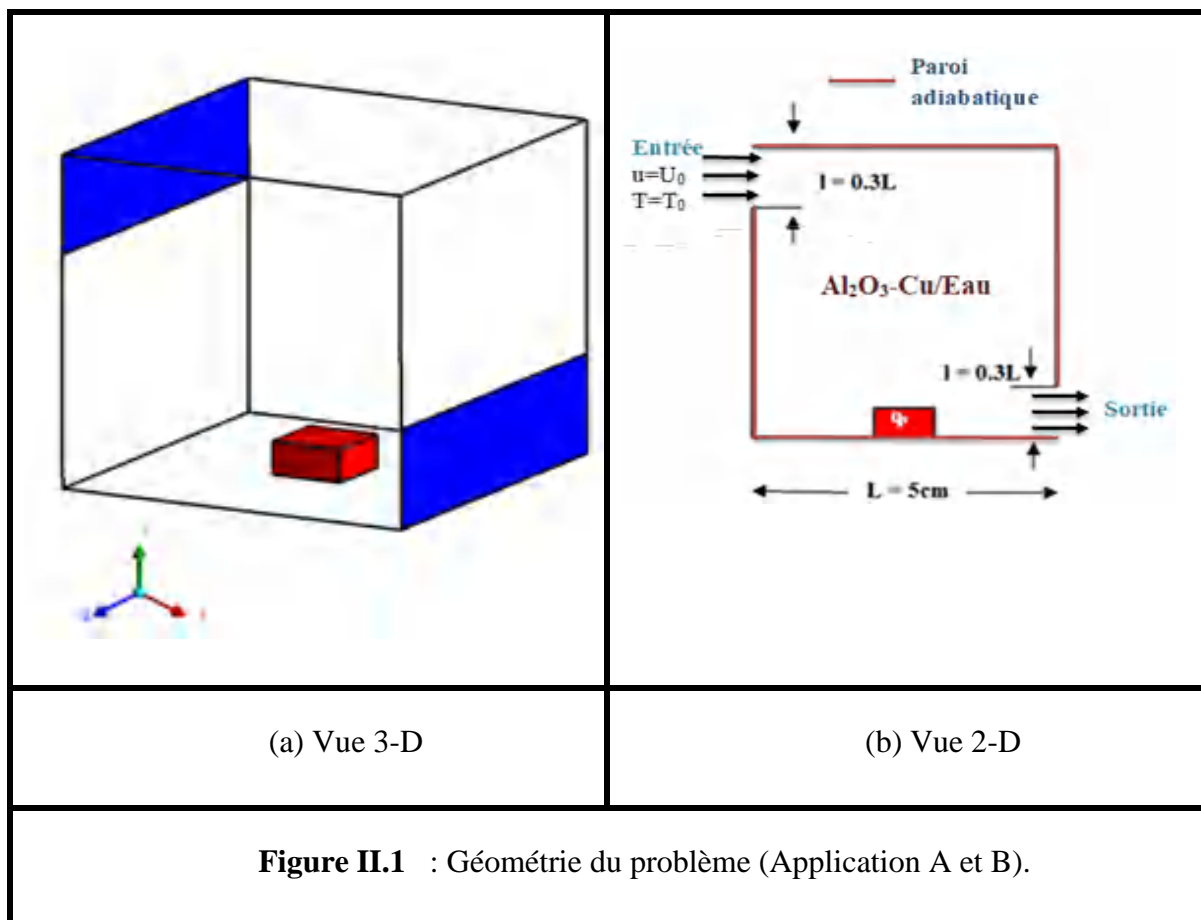 Paroi
adiabatique
Entrée
u=U₀
T=T₀
l = 0.3L
Al₂O₃-Cu/Eau
l = 0.3L
Sortie
L = 5cm
(a) Vue 3-D
(b) Vue 2-D
Figure II.1 : Géométrie du problème (Application A et B).